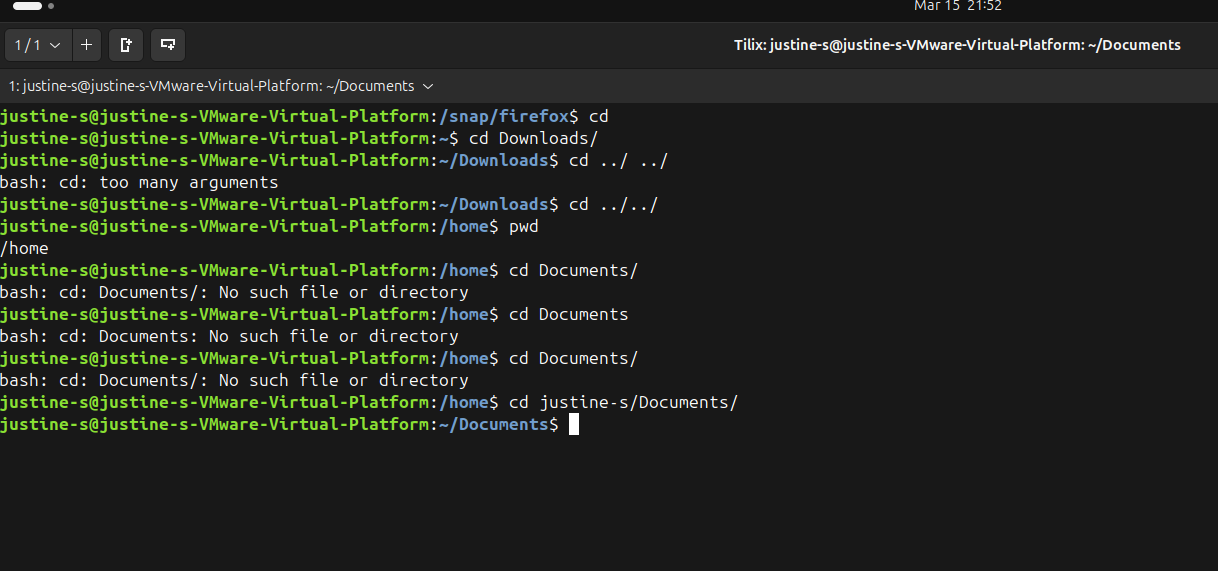 Mar 15 21:52
1 / 1
Tilix: justine-s@justine-s-VMware-Virtual-Platform: ~/Documents
1: justine-s@justine-s-VMware-Virtual-Platform: ~/Documents
justine-s@justine-s-VMware-Virtual-Platform:/snap/firefox$ cd
justine-s@justine-s-VMware-Virtual-Platform:~$ cd Downloads/
justine-s@justine-s-VMware-Virtual-Platform:~/Downloads$ cd ../ ../
bash: cd: too many arguments
justine-s@justine-s-VMware-Virtual-Platform:~/Downloads$ cd ../../
justine-s@justine-s-VMware-Virtual-Platform:/home$ pwd
/home
justine-s@justine-s-VMware-Virtual-Platform:/home$ cd Documents/
bash: cd: Documents/: No such file or directory
justine-s@justine-s-VMware-Virtual-Platform:/home$ cd Documents
bash: cd: Documents: No such file or directory
justine-s@justine-s-VMware-Virtual-Platform:/home$ cd Documents/
bash: cd: Documents/: No such file or directory
justine-s@justine-s-VMware-Virtual-Platform:/home$ cd justine-s/Documents/
justine-s@justine-s-VMware-Virtual-Platform:~/Documents$